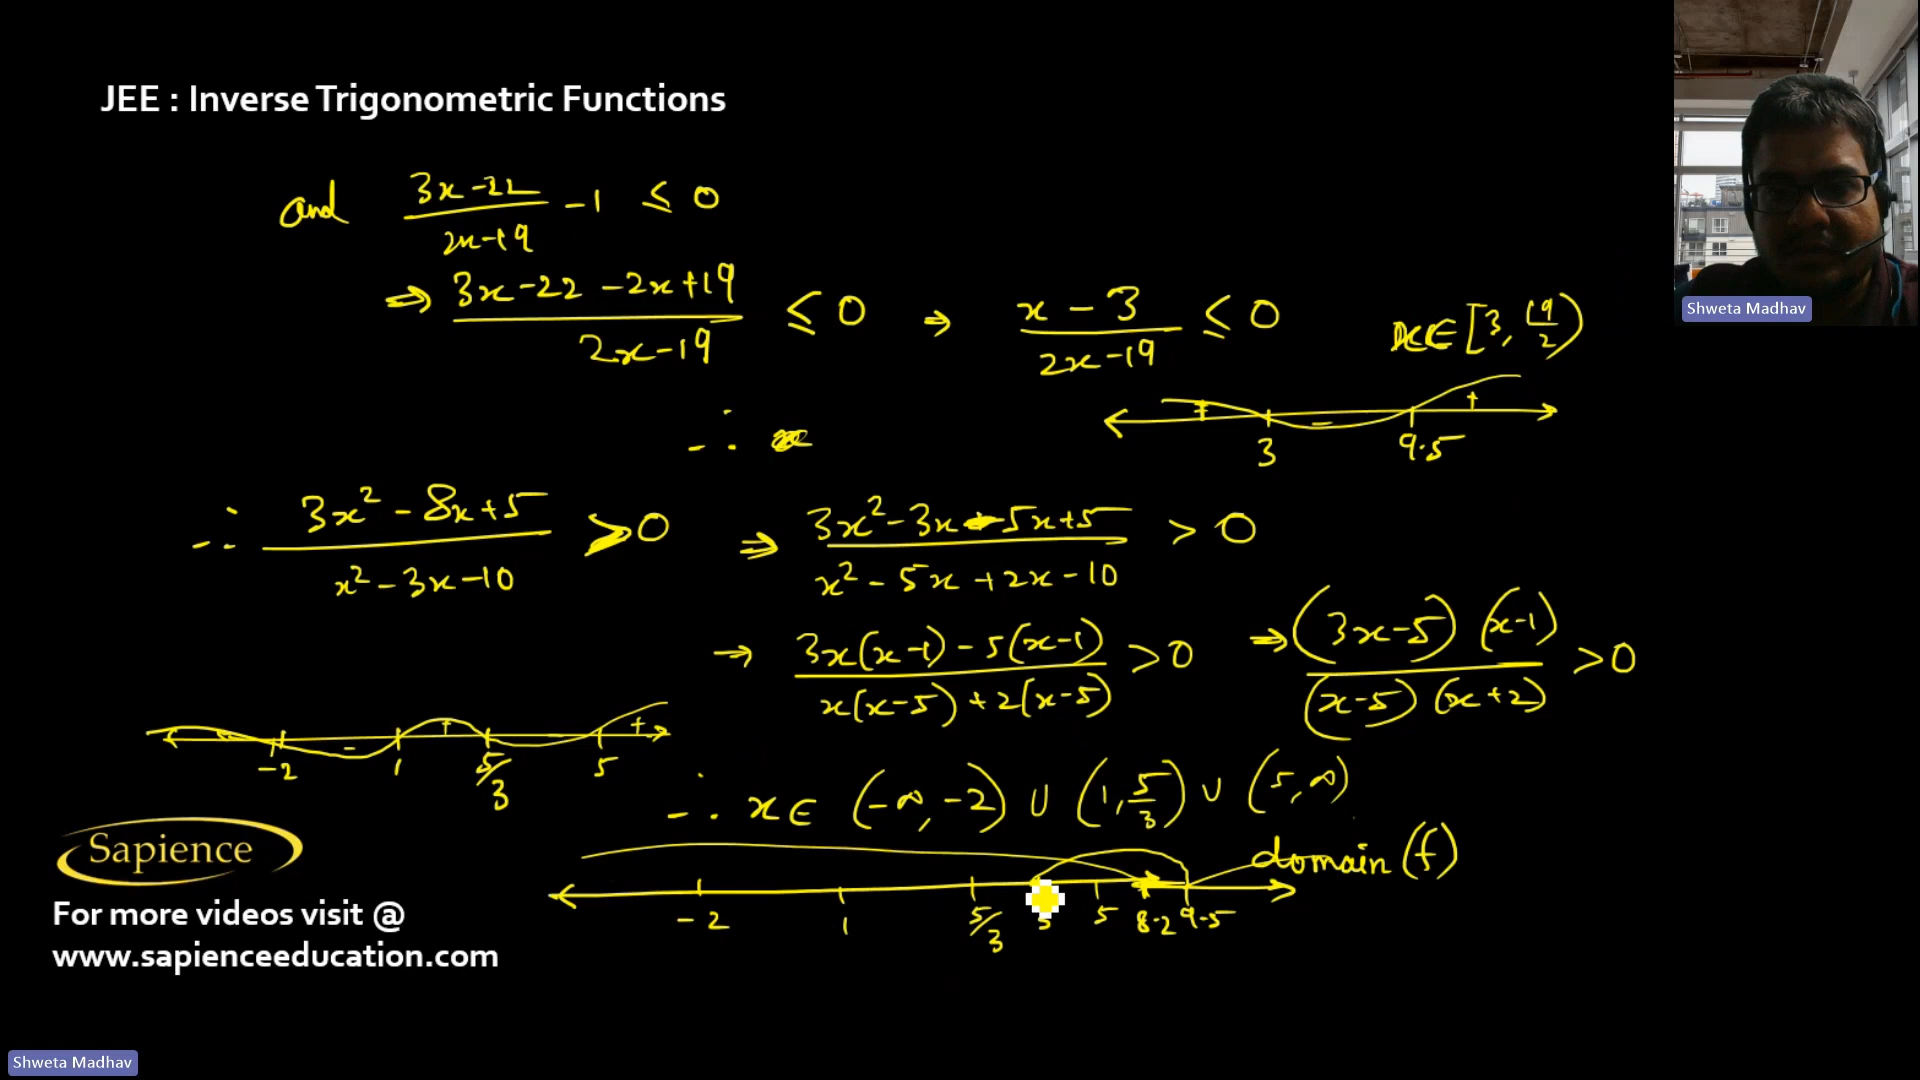 JEE : Inverse Trigonometric Functions
and (3x-22)/(2x-19) -1 ≤ 0
⇒ (3x-22 -2x+19)/(2x-19) ≤ 0 → (x-3)/(2x-19) ≤ 0 x∈[3, 19/2)
3 9.5
∴ x
∴ (3x²-8x+5)/(x²-3x-10) >0 ⇒ (3x²-3x-5x+5)/(x²-5x+2x-10) > 0
→ (3x(x-1)-5(x-1))/(x(x-5)+2(x-5)) >0 ⇒ ((3x-5)(x-1))/((x-5)(x+2)) >0
-2 1 5/3 5
∴ x∈ (-∞,-2) ∪ (1,5/3) ∪ (5,∞)
domain (f)
-2 1 5/3 5 8.2 9.5
Sapience
For more videos visit @
www.sapienceeducation.com
Shweta Madhav
Shweta Madhav